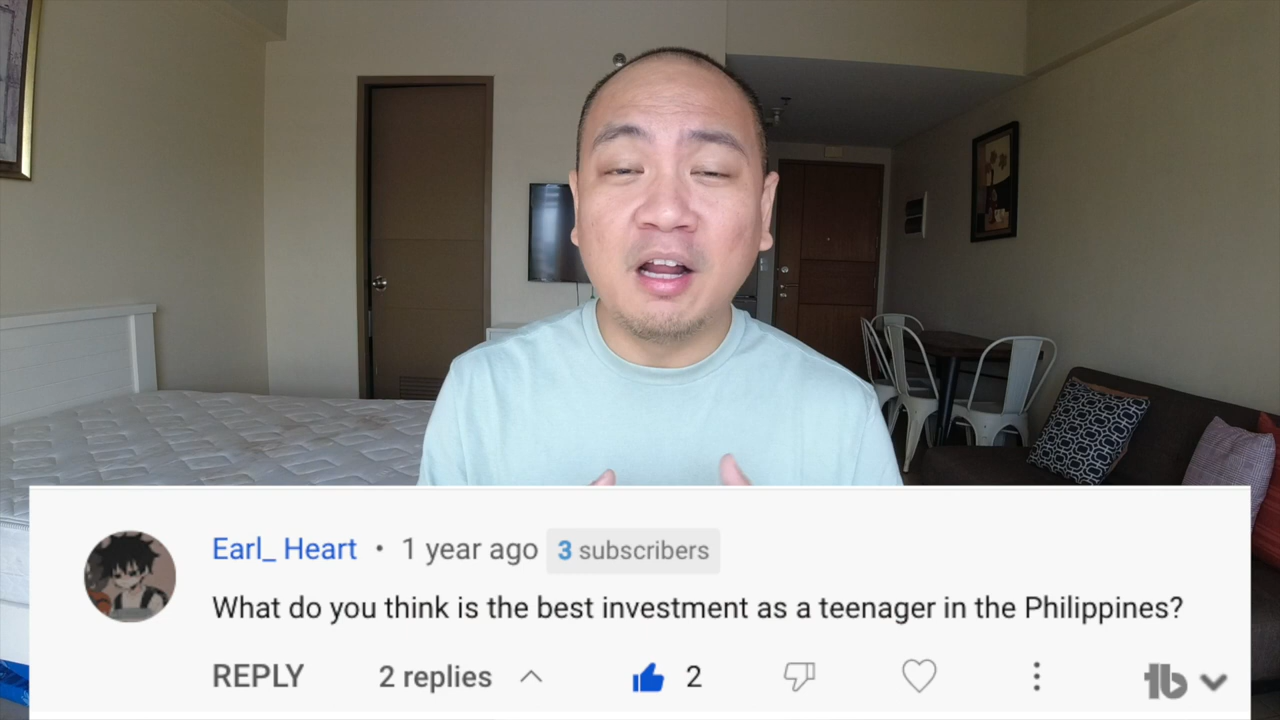 Earl_ Heart • 1 year ago 3 subscribers
What do you think is the best investment as a teenager in the Philippines?
REPLY 2 replies 2
tb